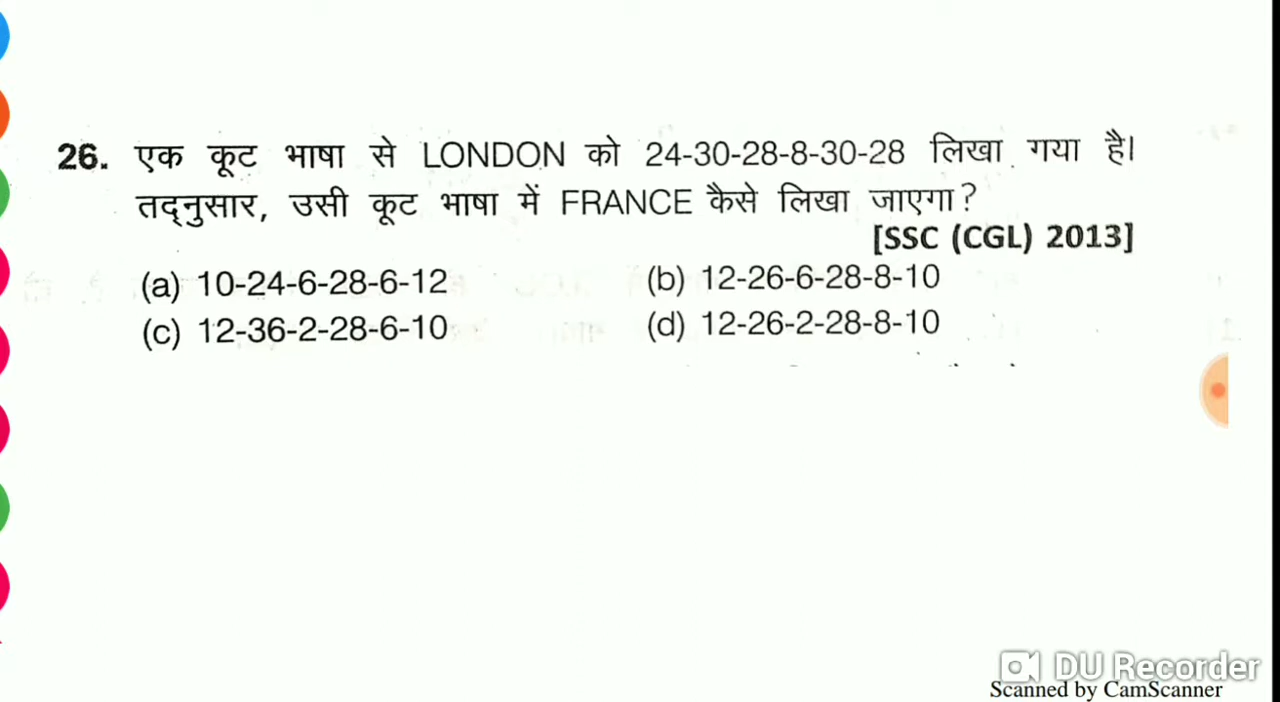 26. एक कूट भाषा से LONDON को 24-30-28-8-30-28 लिखा गया है।
तद्नुसार, उसी कूट भाषा में FRANCE कैसे लिखा जाएगा?
[SSC (CGL) 2013]
(a) 10-24-6-28-6-12 (b) 12-26-6-28-8-10
(c) 12-36-2-28-6-10 (d) 12-26-2-28-8-10
DU Recorder
Scanned by CamScanner